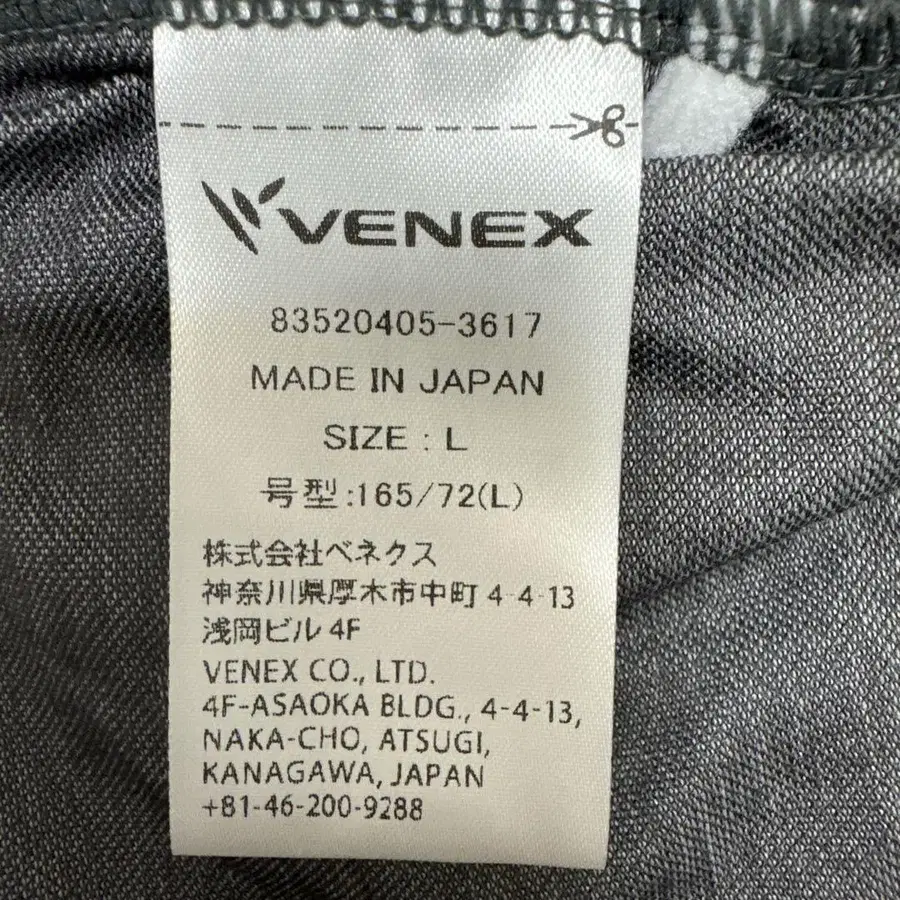 VENEX
83520405-3617
MADE IN JAPAN
SIZE : L
号型:165/72(L)
株式会社ベネクス
神奈川県厚木市中町 4-4-13
浅岡ビル 4F
VENEX CO., LTD.
4F-ASAOKA BLDG., 4-4-13,
NAKA-CHO, ATSUGI,
KANAGAWA, JAPAN
+81-46-200-9288